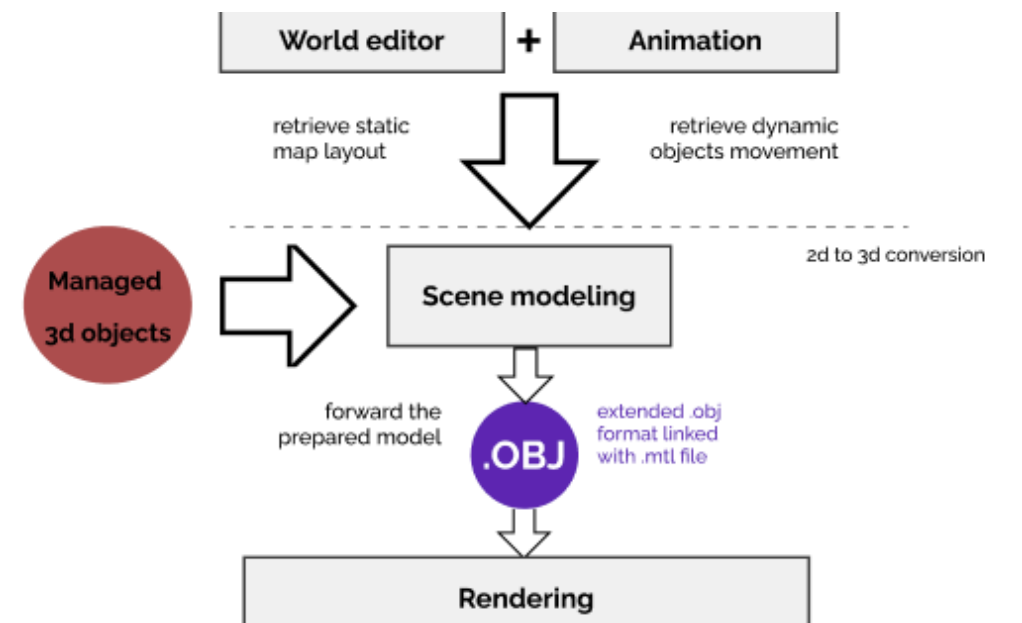 World editor + Animation
retrieve static
map layout
retrieve dynamic
objects movement
2d to 3d conversion
Managed
3d objects
Scene modeling
forward the
prepared model
.OBJ
extended .obj
format linked
with .mtl file
Rendering